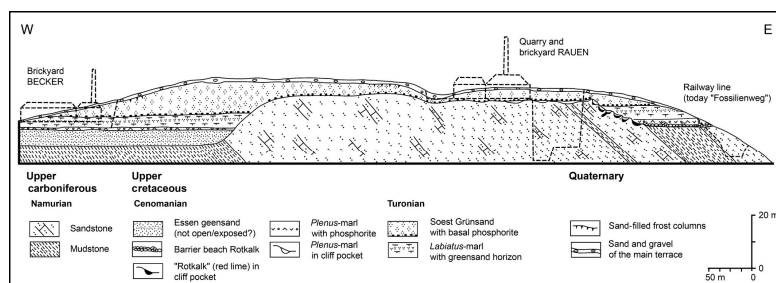 W
E
Quarry and
brickyard RAUEN
Brickyard
BECKER
Railway line
(today "Fossilienweg")
Upper
carboniferous
Upper
cretaceous
Quaternary
Namurian
Cenomanian
Turonian
Sandstone
Mudstone
Essen geensand
(not open/exposed?)
Barrier beach Rotkalk
"Rotkalk" (red lime) in
cliff pocket
Plenus-marl
with phosphorite
Plenus-marl
in cliff pocket
Soest Grünsand
with basal phosphorite
Labiatus-marl
with greensand horizon
Sand-filled frost columns
Sand and gravel
of the main terrace
20 m
0
50 m
0